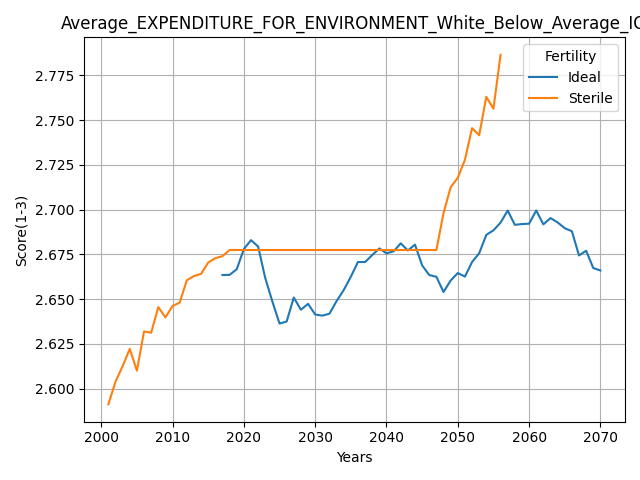 Average_EXPENDITURE_FOR_ENVIRONMENT_White_Below_Average_IQ
Fertility
Ideal
Sterile
2.775
2.750
2.725
2.700
2.675
2.650
2.625
2.600
Score(1-3)
2000 2010 2020 2030 2040 2050 2060 2070
Years